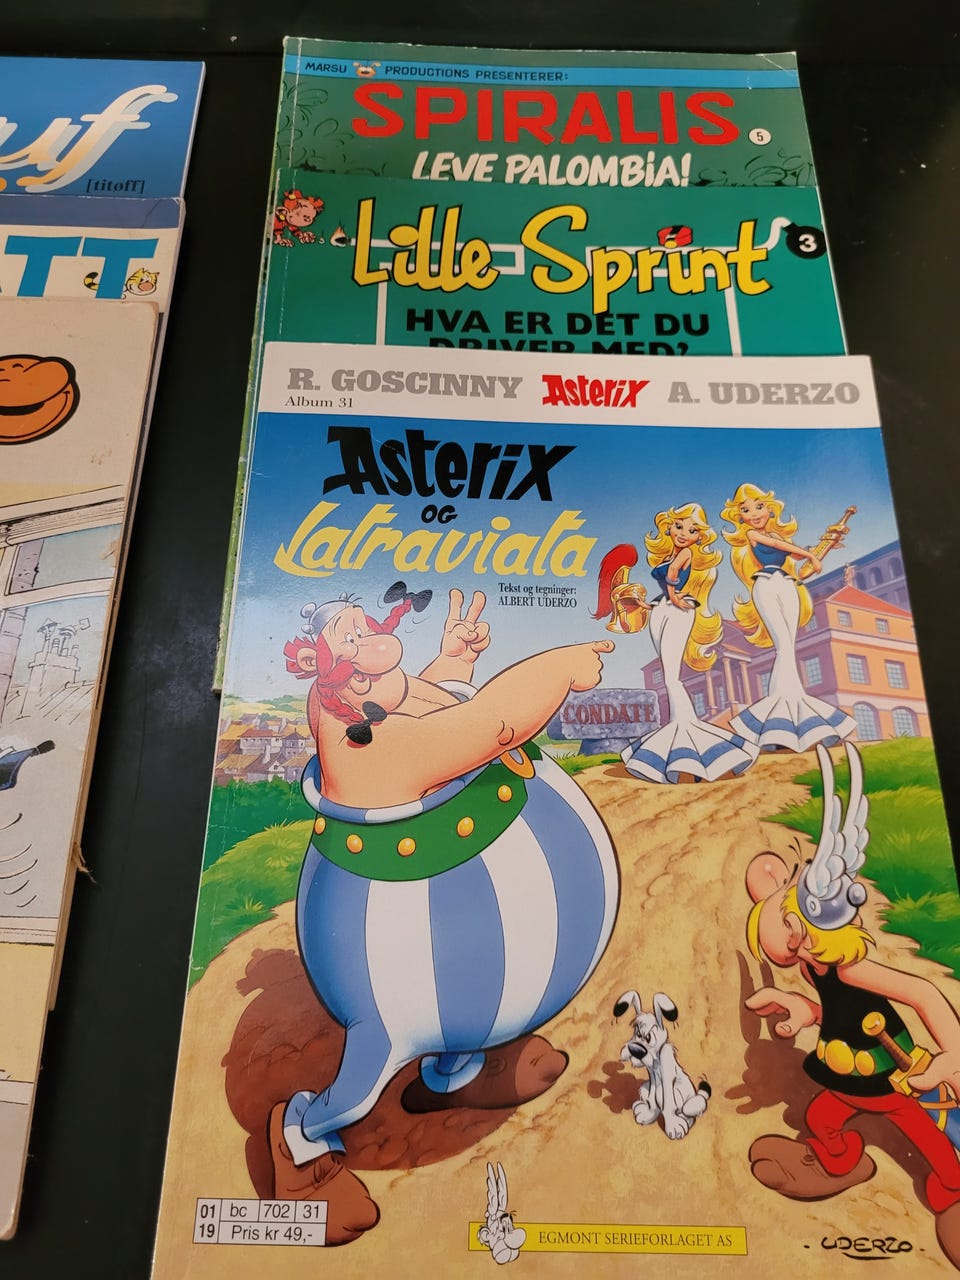 uf
[titøff]
ATT
MARSU PRODUCTIONS PRESENTERER:
SPIRALIS
5
LEVE PALOMBIA!
Lille Sprint
3
HVA ER DET DU
DRIVER MED?
R. GOSCINNY Asterix A. UDERZO
Album 31
Asterix
OG
Latraviata
Tekst og tegninger:
ALBERT UDERZO
CONDATE
01 bc 702 31
19 Pris kr 49,-
EGMONT SERIEFORLAGET AS
UDERZO